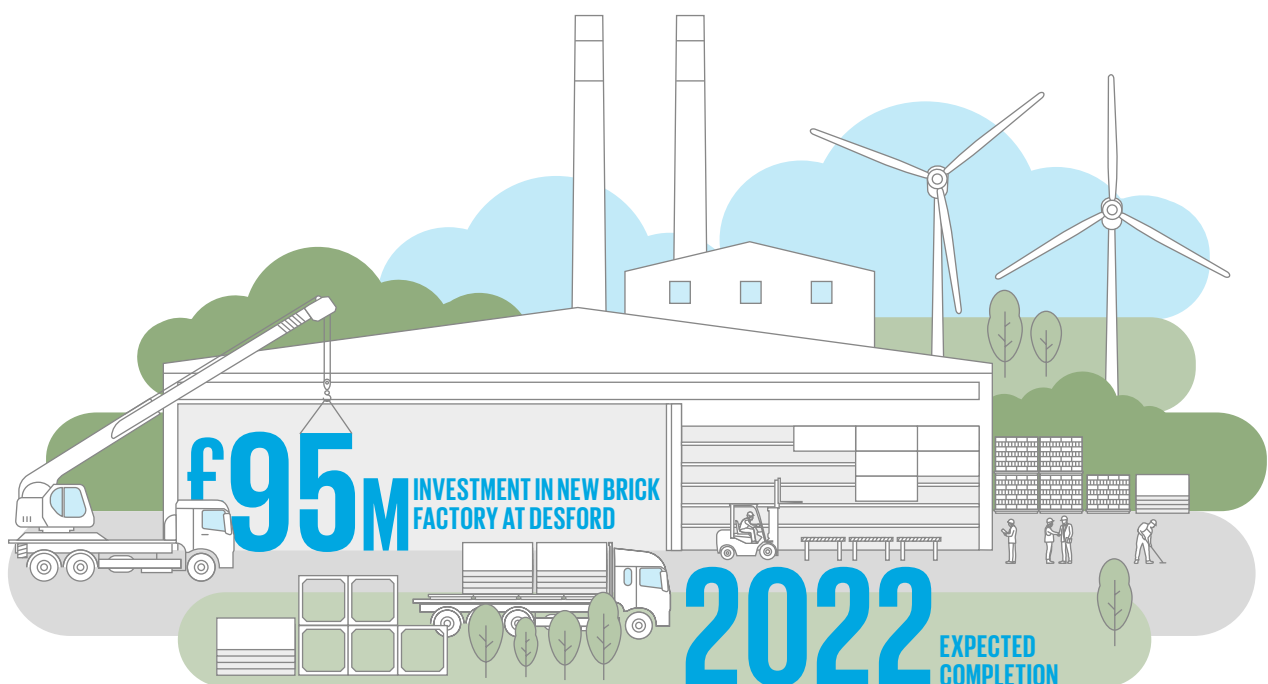 £95M INVESTMENT IN NEW BRICK
FACTORY AT DESFORD
2022 EXPECTED
COMPLETION